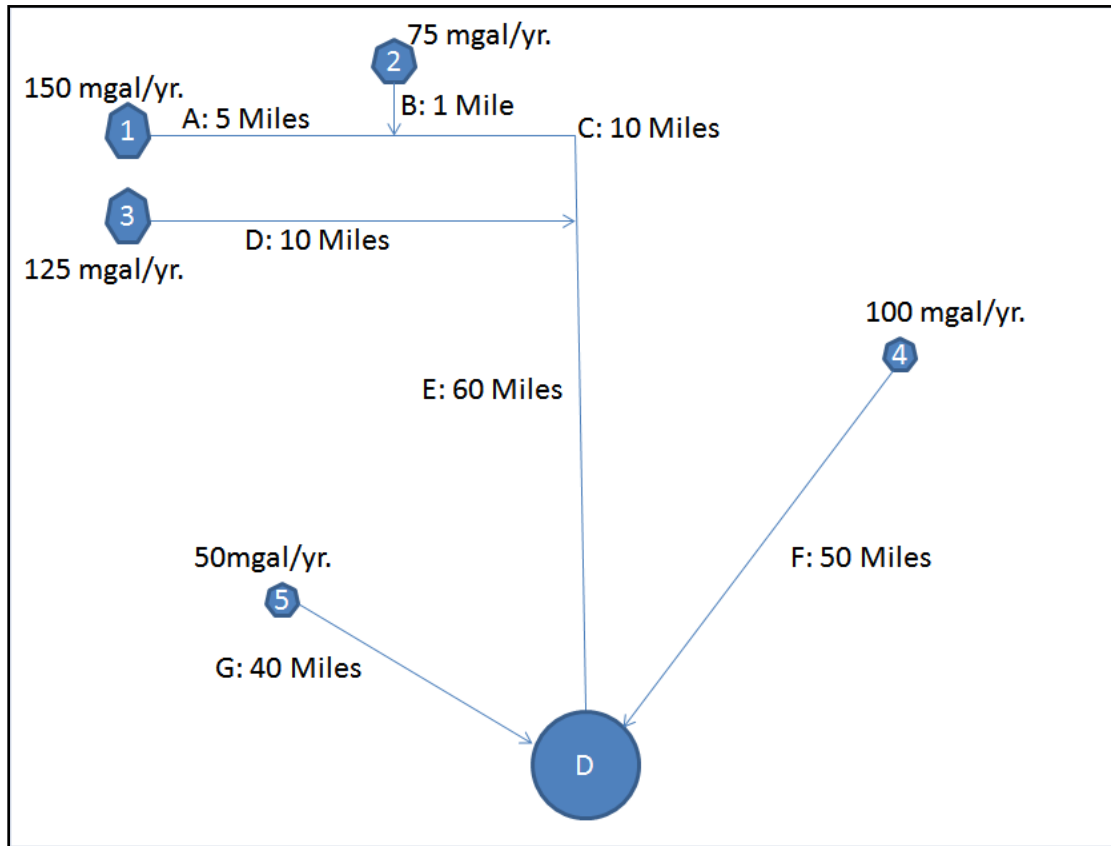 75 mgal/yr.
2
150 mgal/yr.
B: 1 Mile
A: 5 Miles
1
C: 10 Miles
3
D: 10 Miles
125 mgal/yr.
100 mgal/yr.
4
E: 60 Miles
50mgal/yr.
F: 50 Miles
5
G: 40 Miles
D